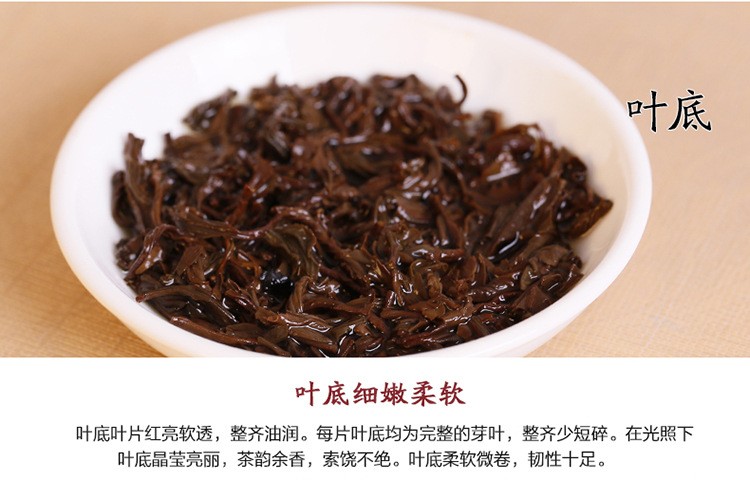 叶底
叶底细嫩柔软
叶底叶片红亮软透，整齐油润。每片叶底均为完整的芽叶，整齐少短碎。在光照下
叶底晶莹亮丽，茶韵余香，索饶不绝。叶底柔软微卷，韧性十足。